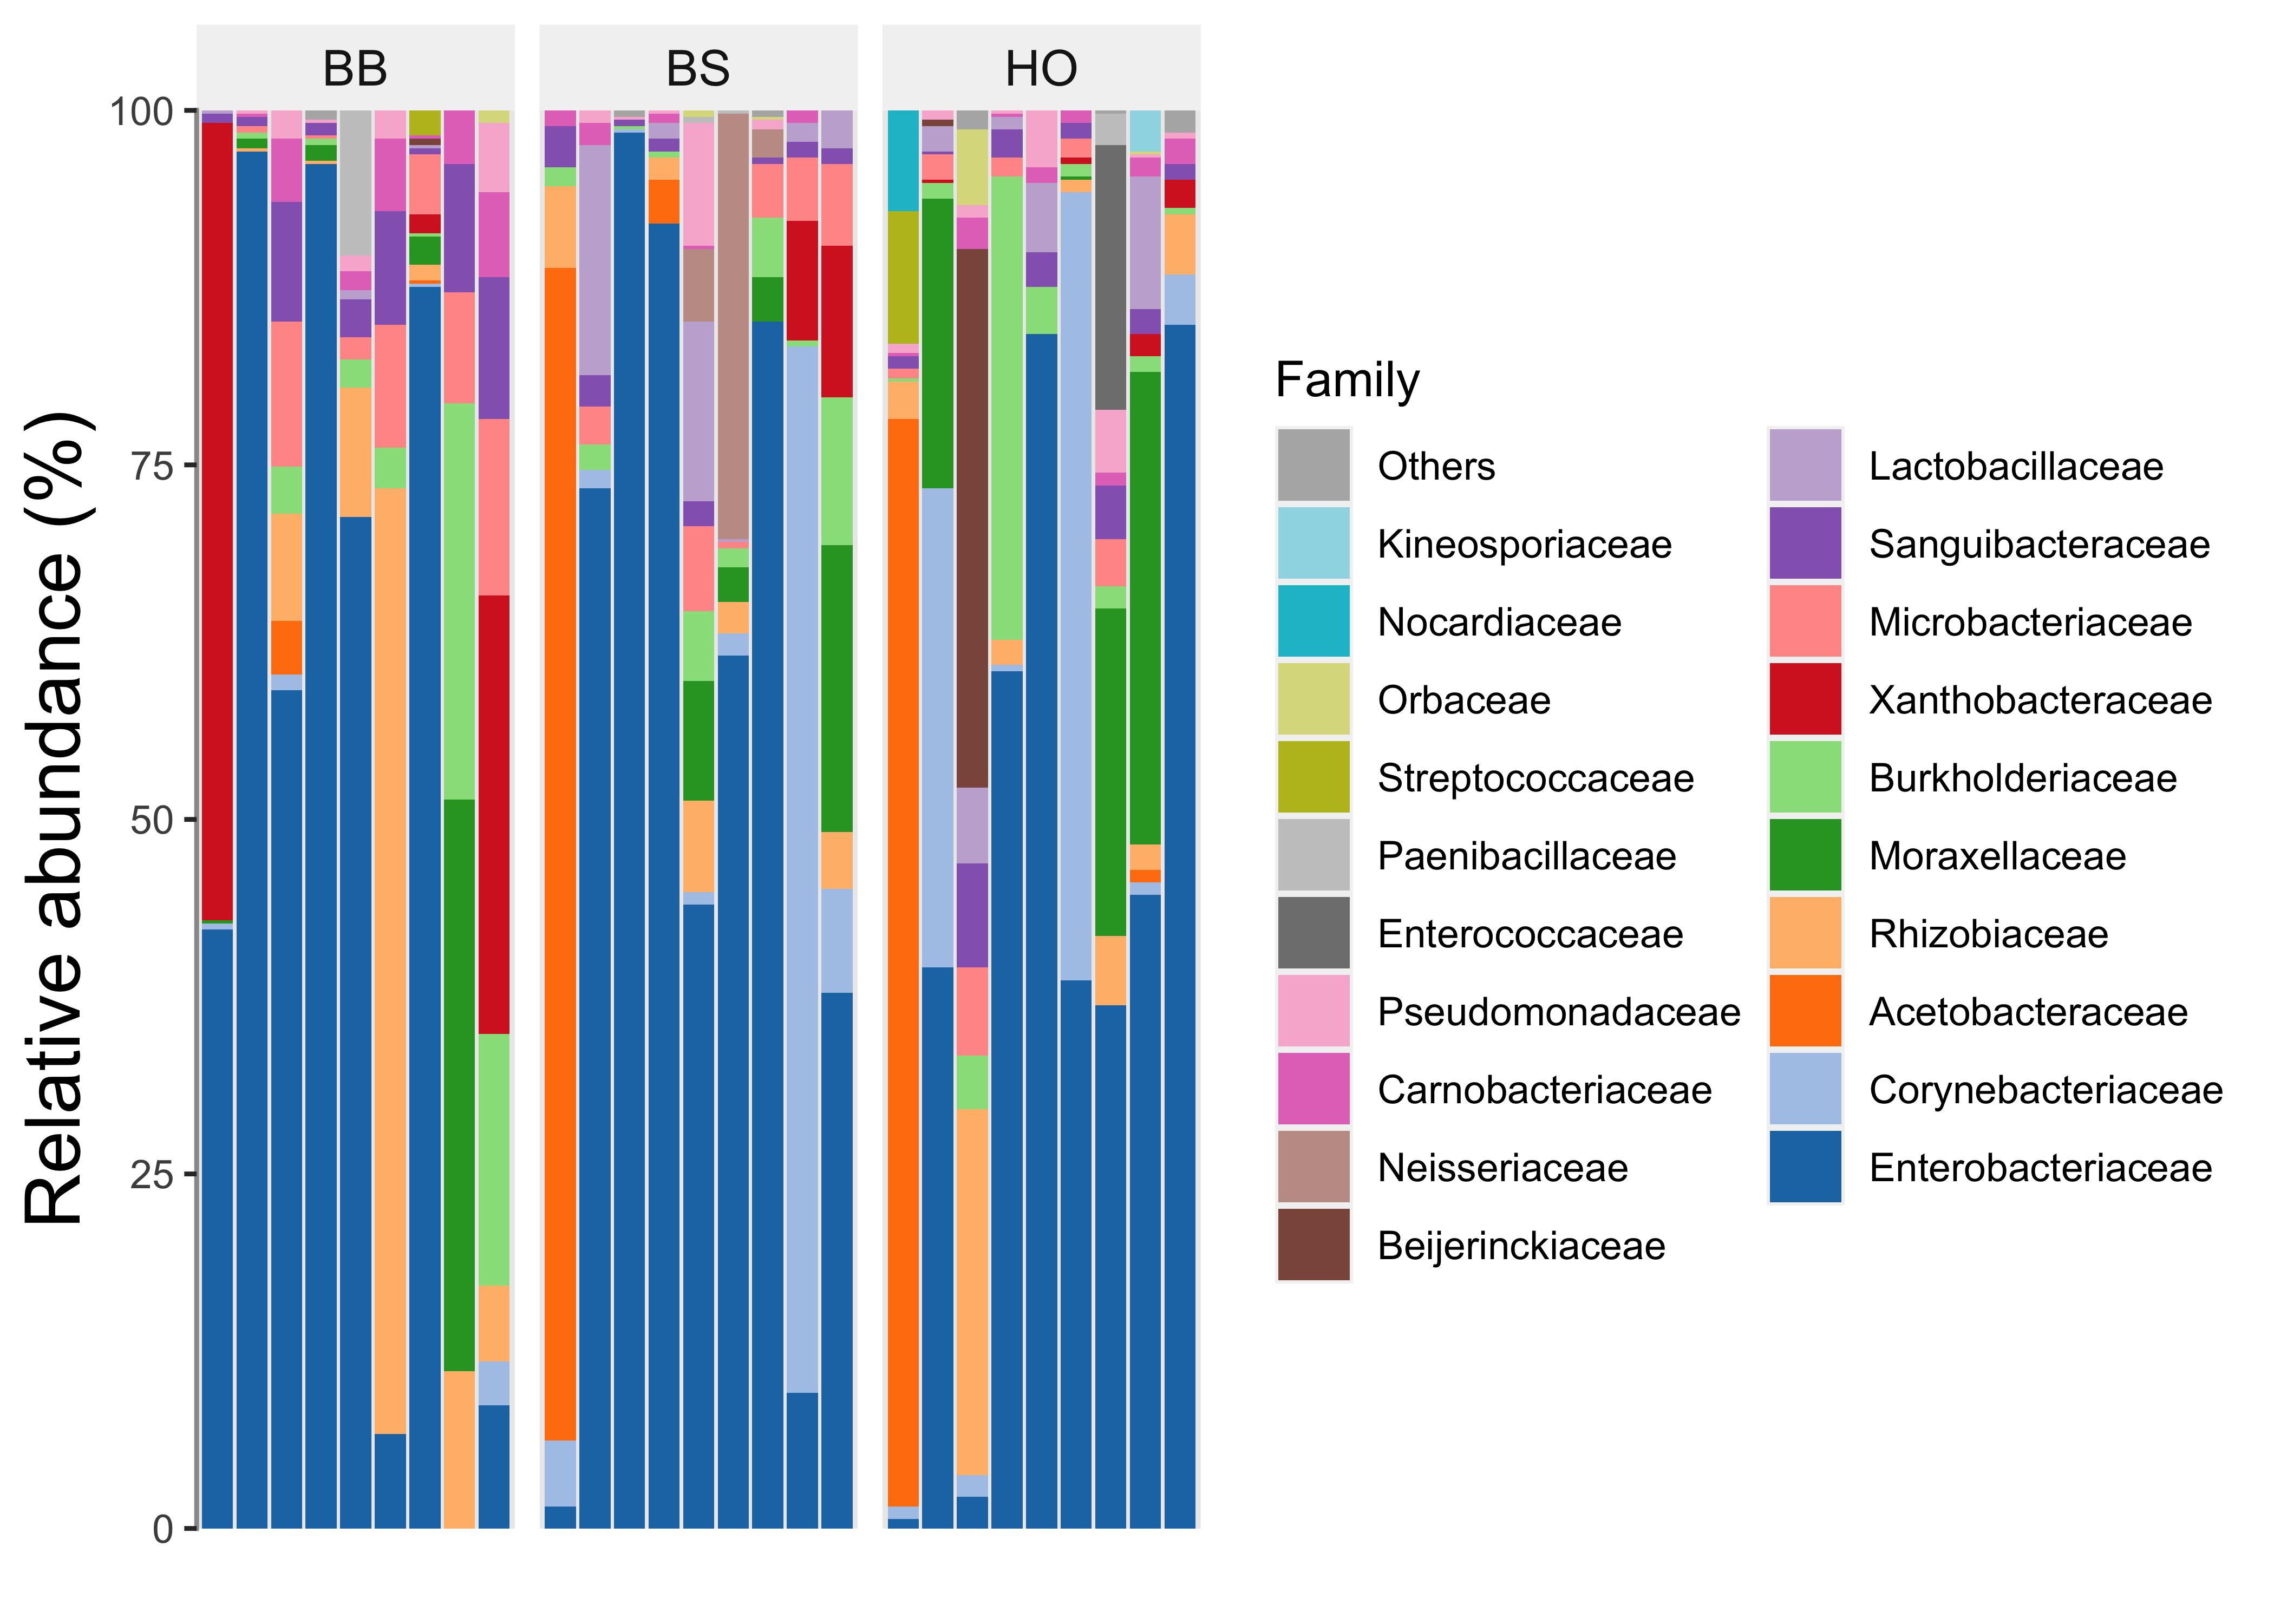 BB
BS
HO
Relative abundance (%)
100
75
50
25
0
Family
Others
Kineosporiaceae
Nocardiaceae
Orbaceae
Streptococcaceae
Paenibacillaceae
Enterococcaceae
Pseudomonadaceae
Carnobacteriaceae
Neisseriaceae
Beijerinckiaceae
Lactobacillaceae
Sanguibacteraceae
Microbacteriaceae
Xanthobacteraceae
Burkholderiaceae
Moraxellaceae
Rhizobiaceae
Acetobacteraceae
Corynebacteriaceae
Enterobacteriaceae